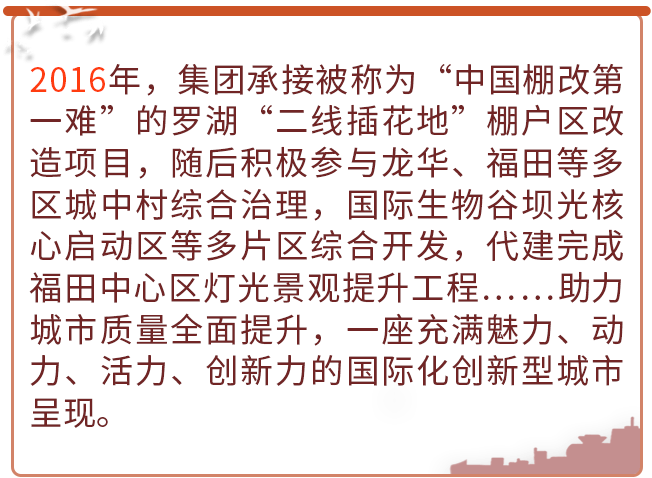 2016年，集团承接被称为“中国棚改第
一难”的罗湖“二线插花地”棚户区改
造项目，随后积极参与龙华、福田等多
区城中村综合治理，国际生物谷坝光核
心启动区等多片区综合开发，代建完成
福田中心区灯光景观提升工程......助力
城市质量全面提升，一座充满魅力、动
力、活力、创新力的国际化创新型城市
呈现。